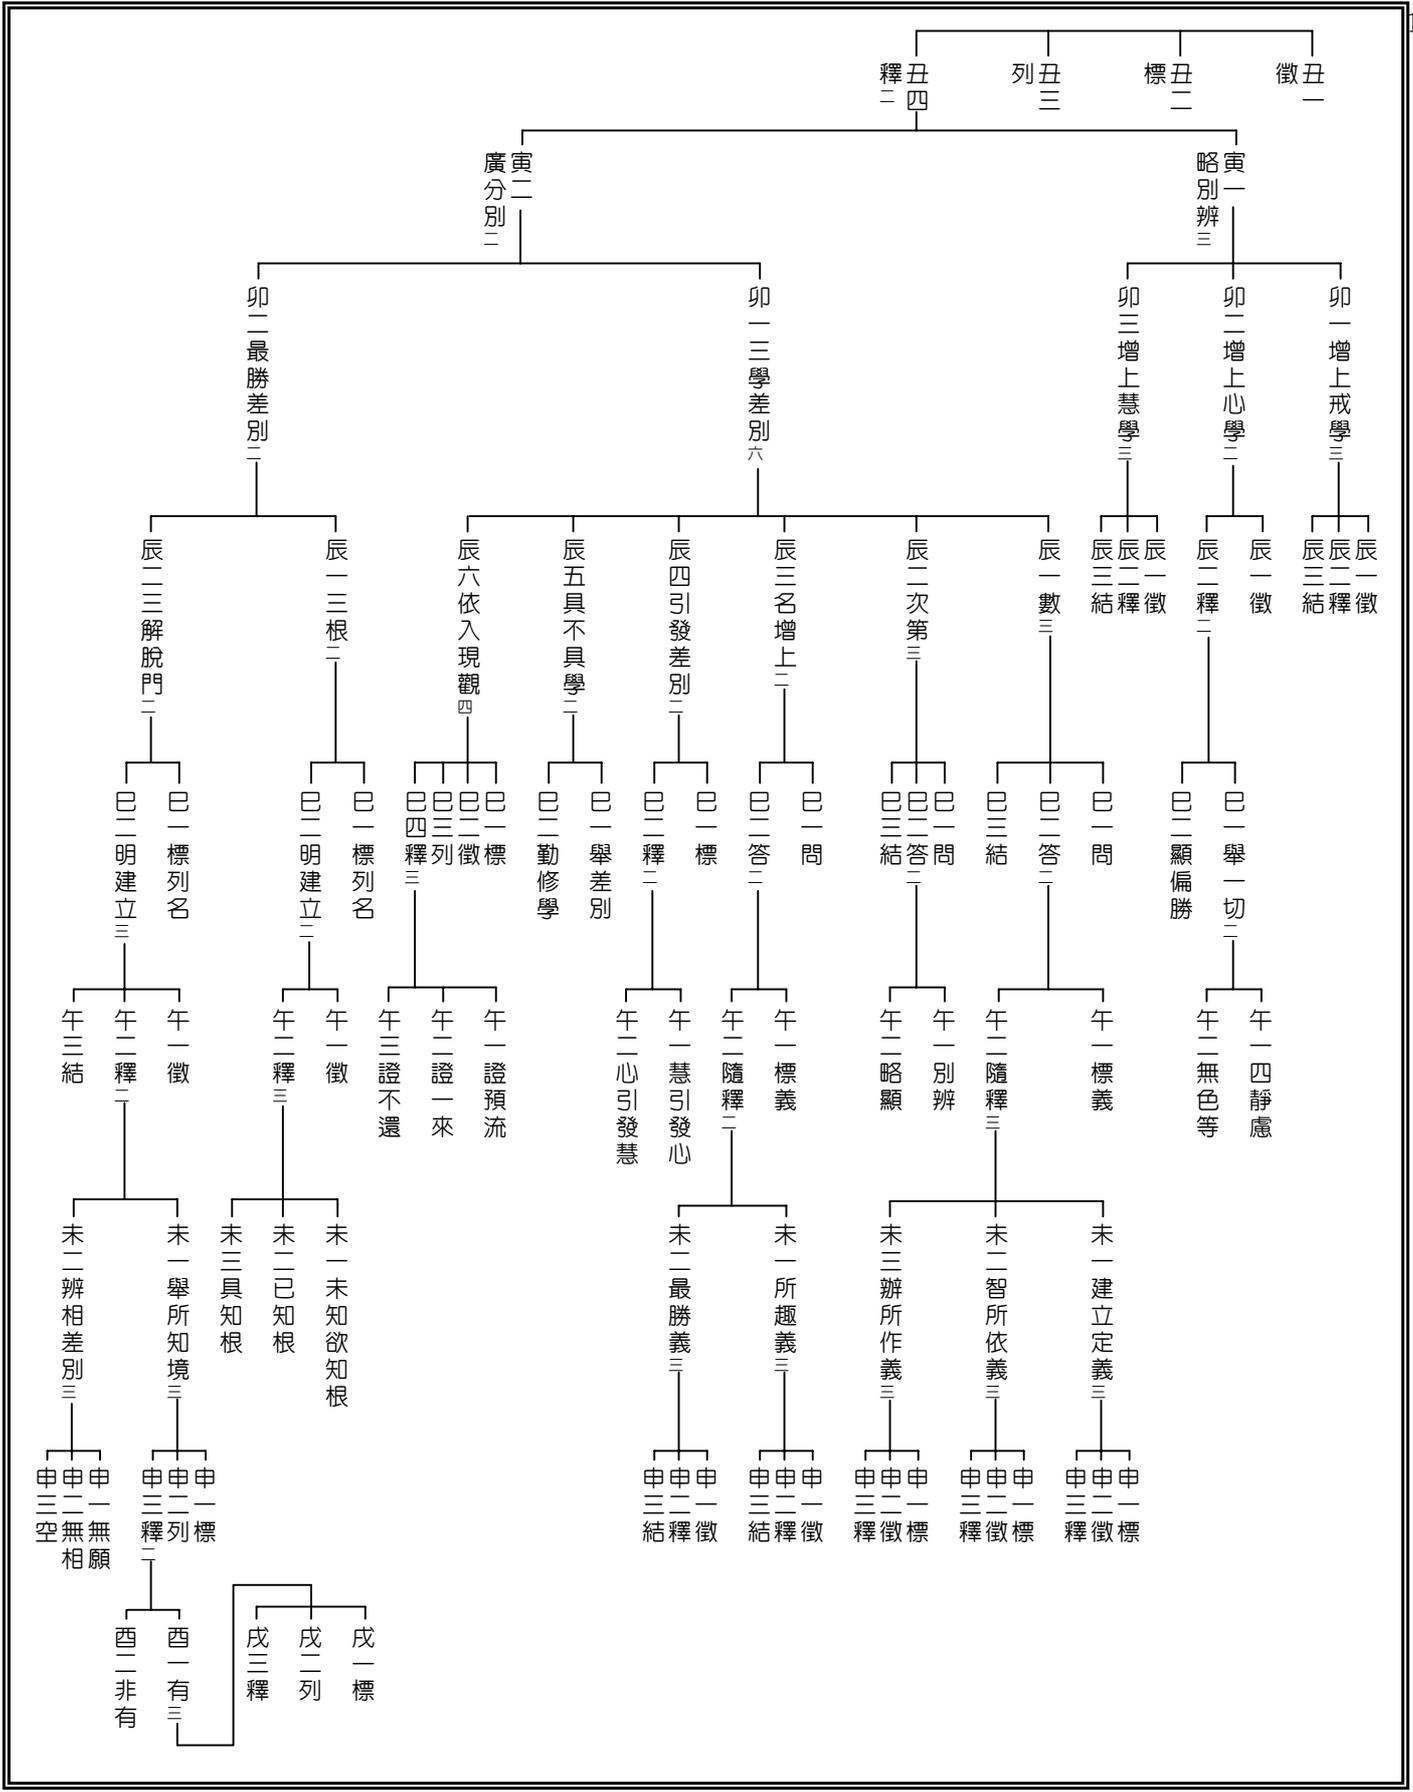 丑一徵
丑二標
丑三列
丑四釋二
寅一略別辨三
寅二廣分別二
卯一增上戒學三
卯二增上心學二
卯三增上慧學三
卯一三學差別六
卯二最勝差別二
辰一徵
辰二釋
辰三結
辰一徵
辰二釋二
辰一徵
辰二釋
辰三結
辰一數三
辰二次第三
辰三名增上二
辰四引發差別二
辰五具不具學二
辰六依入現觀四
辰一三根二
辰二三解脫門二
巳一舉一切二
巳二顯偏勝
巳一問
巳二答二
巳三結
巳一問
巳二答二
巳三結
巳一問
巳二答二
巳一標
巳二釋二
巳一舉差別
巳二勤修學
巳一標
巳二徵
巳三列
巳四釋三
巳一標列名
巳二明建立二
巳一標列名
巳二明建立三
午一四靜慮
午二無色等
午一標義
午二隨釋三
午一別辨
午二略顯
午一標義
午二隨釋二
午一慧引發心
午二心引發慧
午一證預流
午二證一來
午三證不還
午一徵
午二釋三
午一徵
午二釋二
午三結
未一建立定義三
未二智所依義三
未三辦所作義三
未一所趣義三
未二最勝義三
未一未知欲知根
未二已知根
未三具知根
未一舉所知境三
未二辨相差別三
申一標
申二徵
申三釋
申一標
申二徵
申三釋
申一標
申二徵
申三釋
申一徵
申二釋
申三結
申一徵
申二釋
申三結
申一標
申二列
申三釋二
申一無願
申二無相
申三空
酉一有三
酉二非有
戌一標
戌二列
戌三釋